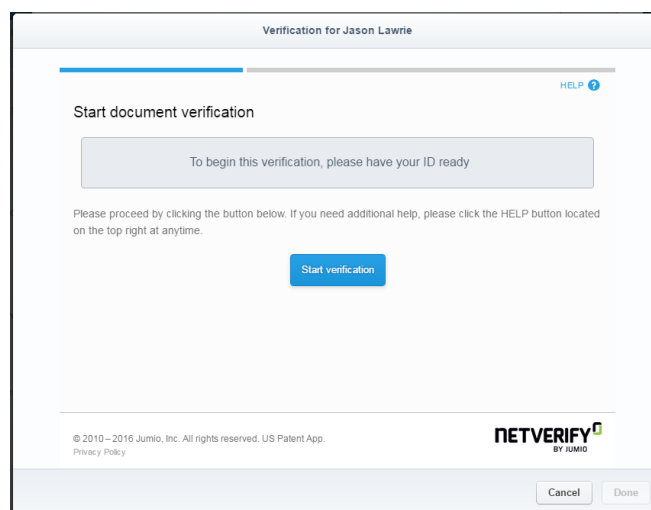 Verification for Jason Lawrie
HELP ?
Start document verification
To begin this verification, please have your ID ready
Please proceed by clicking the button below. If you need additional help, please click the HELP button located
on the top right at anytime.
Start verification
© 2010 – 2016 Jumio, Inc. All rights reserved. US Patent App.
Privacy Policy
NETVERIFY
BY JUMIO
Cancel
Done